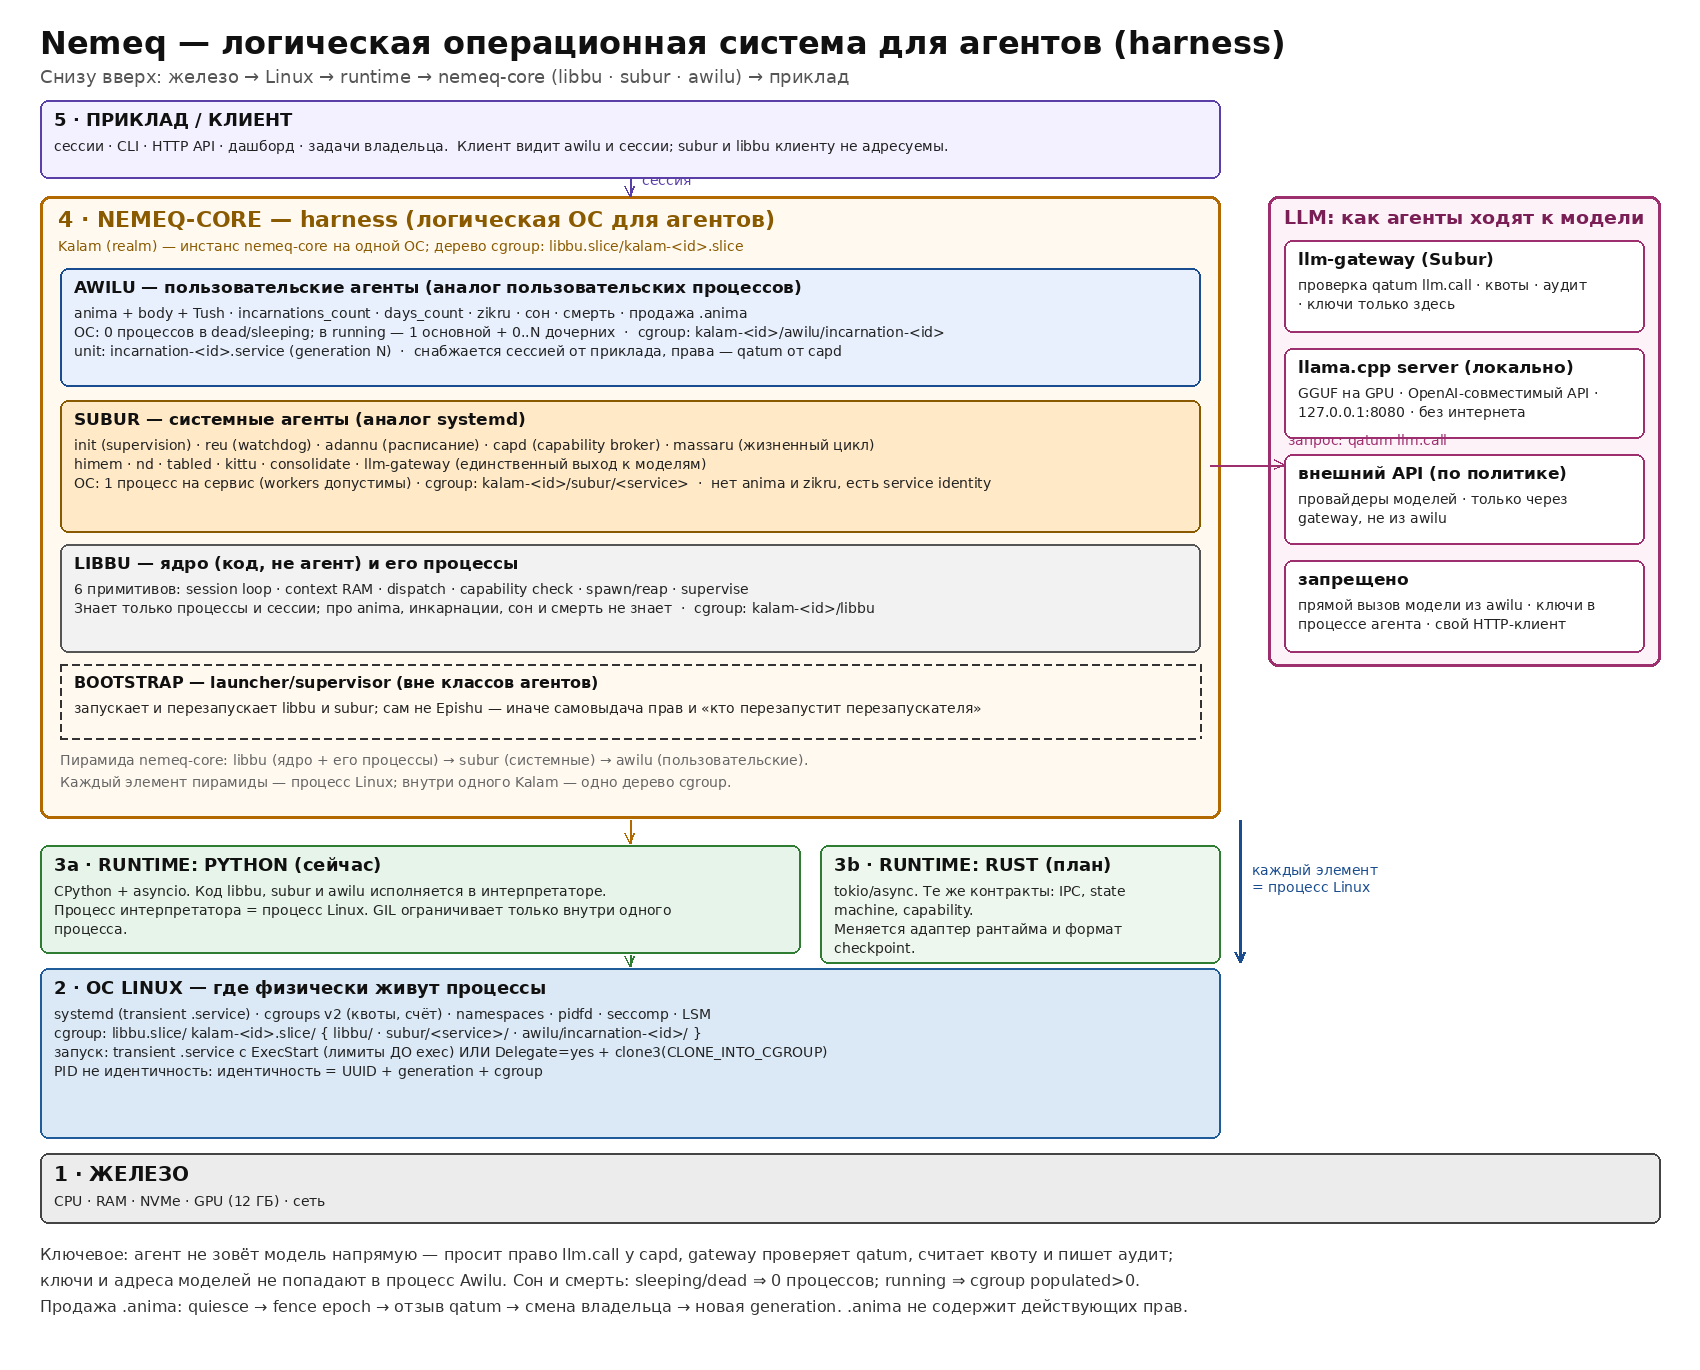 Nemeq — логическая операционная система для агентов (harness)
Снизу вверх: железо → Linux → runtime → nemeq-core (libbu · subur · awilu) → приклад
5 · ПРИКЛАД / КЛИЕНТ
сессии · CLI · HTTP API · дашборд · задачи владельца.  Клиент видит awilu и сессии; subur и libbu клиенту не адресуемы.
сессия
4 · NEMEQ-CORE — harness (логическая ОС для агентов)
Kalam (realm) — инстанс nemeq-core на одной ОС; дерево cgroup: libbu.slice/kalam-<id>.slice
AWILU — пользовательские агенты (аналог пользовательских процессов)
anima + body + Tush · incarnations_count · days_count · zikru · сон · смерть · продажа .anima
ОС: 0 процессов в dead/sleeping; в running — 1 основной + 0..N дочерних  ·  cgroup: kalam-<id>/awilu/incarnation-<id>
unit: incarnation-<id>.service (generation N)  ·  снабжается сессией от приклада, права — qatum от capd
SUBUR — системные агенты (аналог systemd)
init (supervision) · reu (watchdog) · adannu (расписание) · capd (capability broker) · massaru (жизненный цикл)
himem · nd · tabled · kittu · consolidate · llm-gateway (единственный выход к моделям)
ОС: 1 процесс на сервис (workers допустимы) · cgroup: kalam-<id>/subur/<service>  ·  нет anima и zikru, есть service identity
LIBBU — ядро (код, не агент) и его процессы
6 примитивов: session loop · context RAM · dispatch · capability check · spawn/reap · supervise
Знает только процессы и сессии; про anima, инкарнации, сон и смерть не знает  ·  cgroup: kalam-<id>/libbu
BOOTSTRAP — launcher/supervisor (вне классов агентов)
запускает и перезапускает libbu и subur; сам не Epishu — иначе самовыдача прав и «кто перезапустит перезапускателя»
Пирамида nemeq-core: libbu (ядро + его процессы) → subur (системные) → awilu (пользовательские).
Каждый элемент пирамиды — процесс Linux; внутри одного Kalam — одно дерево cgroup.
LLM: как агенты ходят к модели
llm-gateway (Subur)
проверка qatum llm.call · квоты · аудит
· ключи только здесь
llama.cpp server (локально)
GGUF на GPU · OpenAI-совместимый API ·
127.0.0.1:8080 · без интернета
запрос: qatum llm.call
внешний API (по политике)
провайдеры моделей · только через
gateway, не из awilu
запрещено
прямой вызов модели из awilu · ключи в
процессе агента · свой HTTP-клиент
3a · RUNTIME: PYTHON (сейчас)
CPython + asyncio. Код libbu, subur и awilu исполняется в интерпретаторе.
Процесс интерпретатора = процесс Linux. GIL ограничивает только внутри одного
процесса.
3b · RUNTIME: RUST (план)
tokio/async. Те же контракты: IPC, state
machine, capability.
Меняется адаптер рантайма и формат
checkpoint.
каждый элемент
= процесс Linux
2 · ОС LINUX — где физически живут процессы
systemd (transient .service) · cgroups v2 (квоты, счёт) · namespaces · pidfd · seccomp · LSM
cgroup: libbu.slice/ kalam-<id>.slice/ { libbu/ · subur/<service>/ · awilu/incarnation-<id>/ }
запуск: transient .service с ExecStart (лимиты ДО exec) ИЛИ Delegate=yes + clone3(CLONE_INTO_CGROUP)
PID не идентичность: идентичность = UUID + generation + cgroup
1 · ЖЕЛЕЗО
CPU · RAM · NVMe · GPU (12 ГБ) · сеть
Ключевое: агент не зовёт модель напрямую — просит право llm.call у capd, gateway проверяет qatum, считает квоту и пишет аудит;
ключи и адреса моделей не попадают в процесс Awilu. Сон и смерть: sleeping/dead ⇒ 0 процессов; running ⇒ cgroup populated>0.
Продажа .anima: quiesce → fence epoch → отзыв qatum → смена владельца → новая generation. .anima не содержит действующих прав.